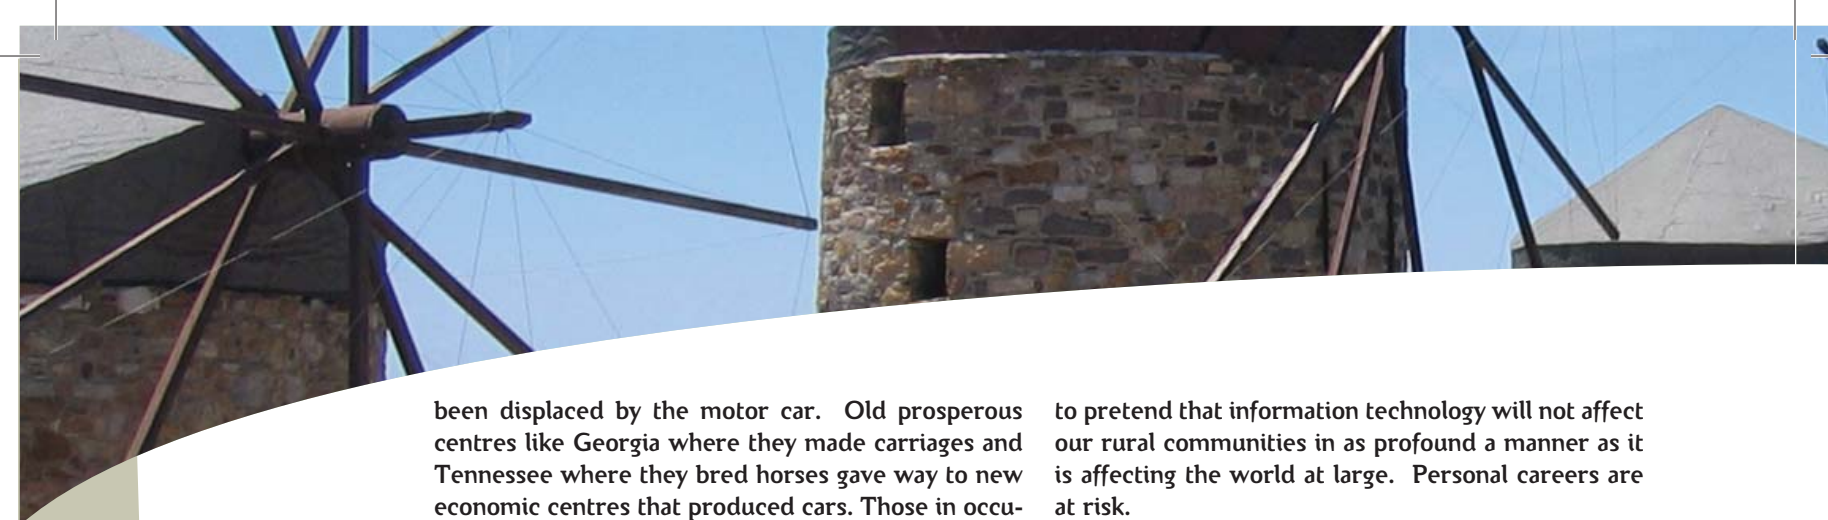 been displaced by the motor car. Old prosperous
centres like Georgia where they made carriages and
Tennessee where they bred horses gave way to new
economic centres that produced cars. Those in occu-
to pretend that information technology will not affect
our rural communities in as profound a manner as it
is affecting the world at large. Personal careers are
at risk.